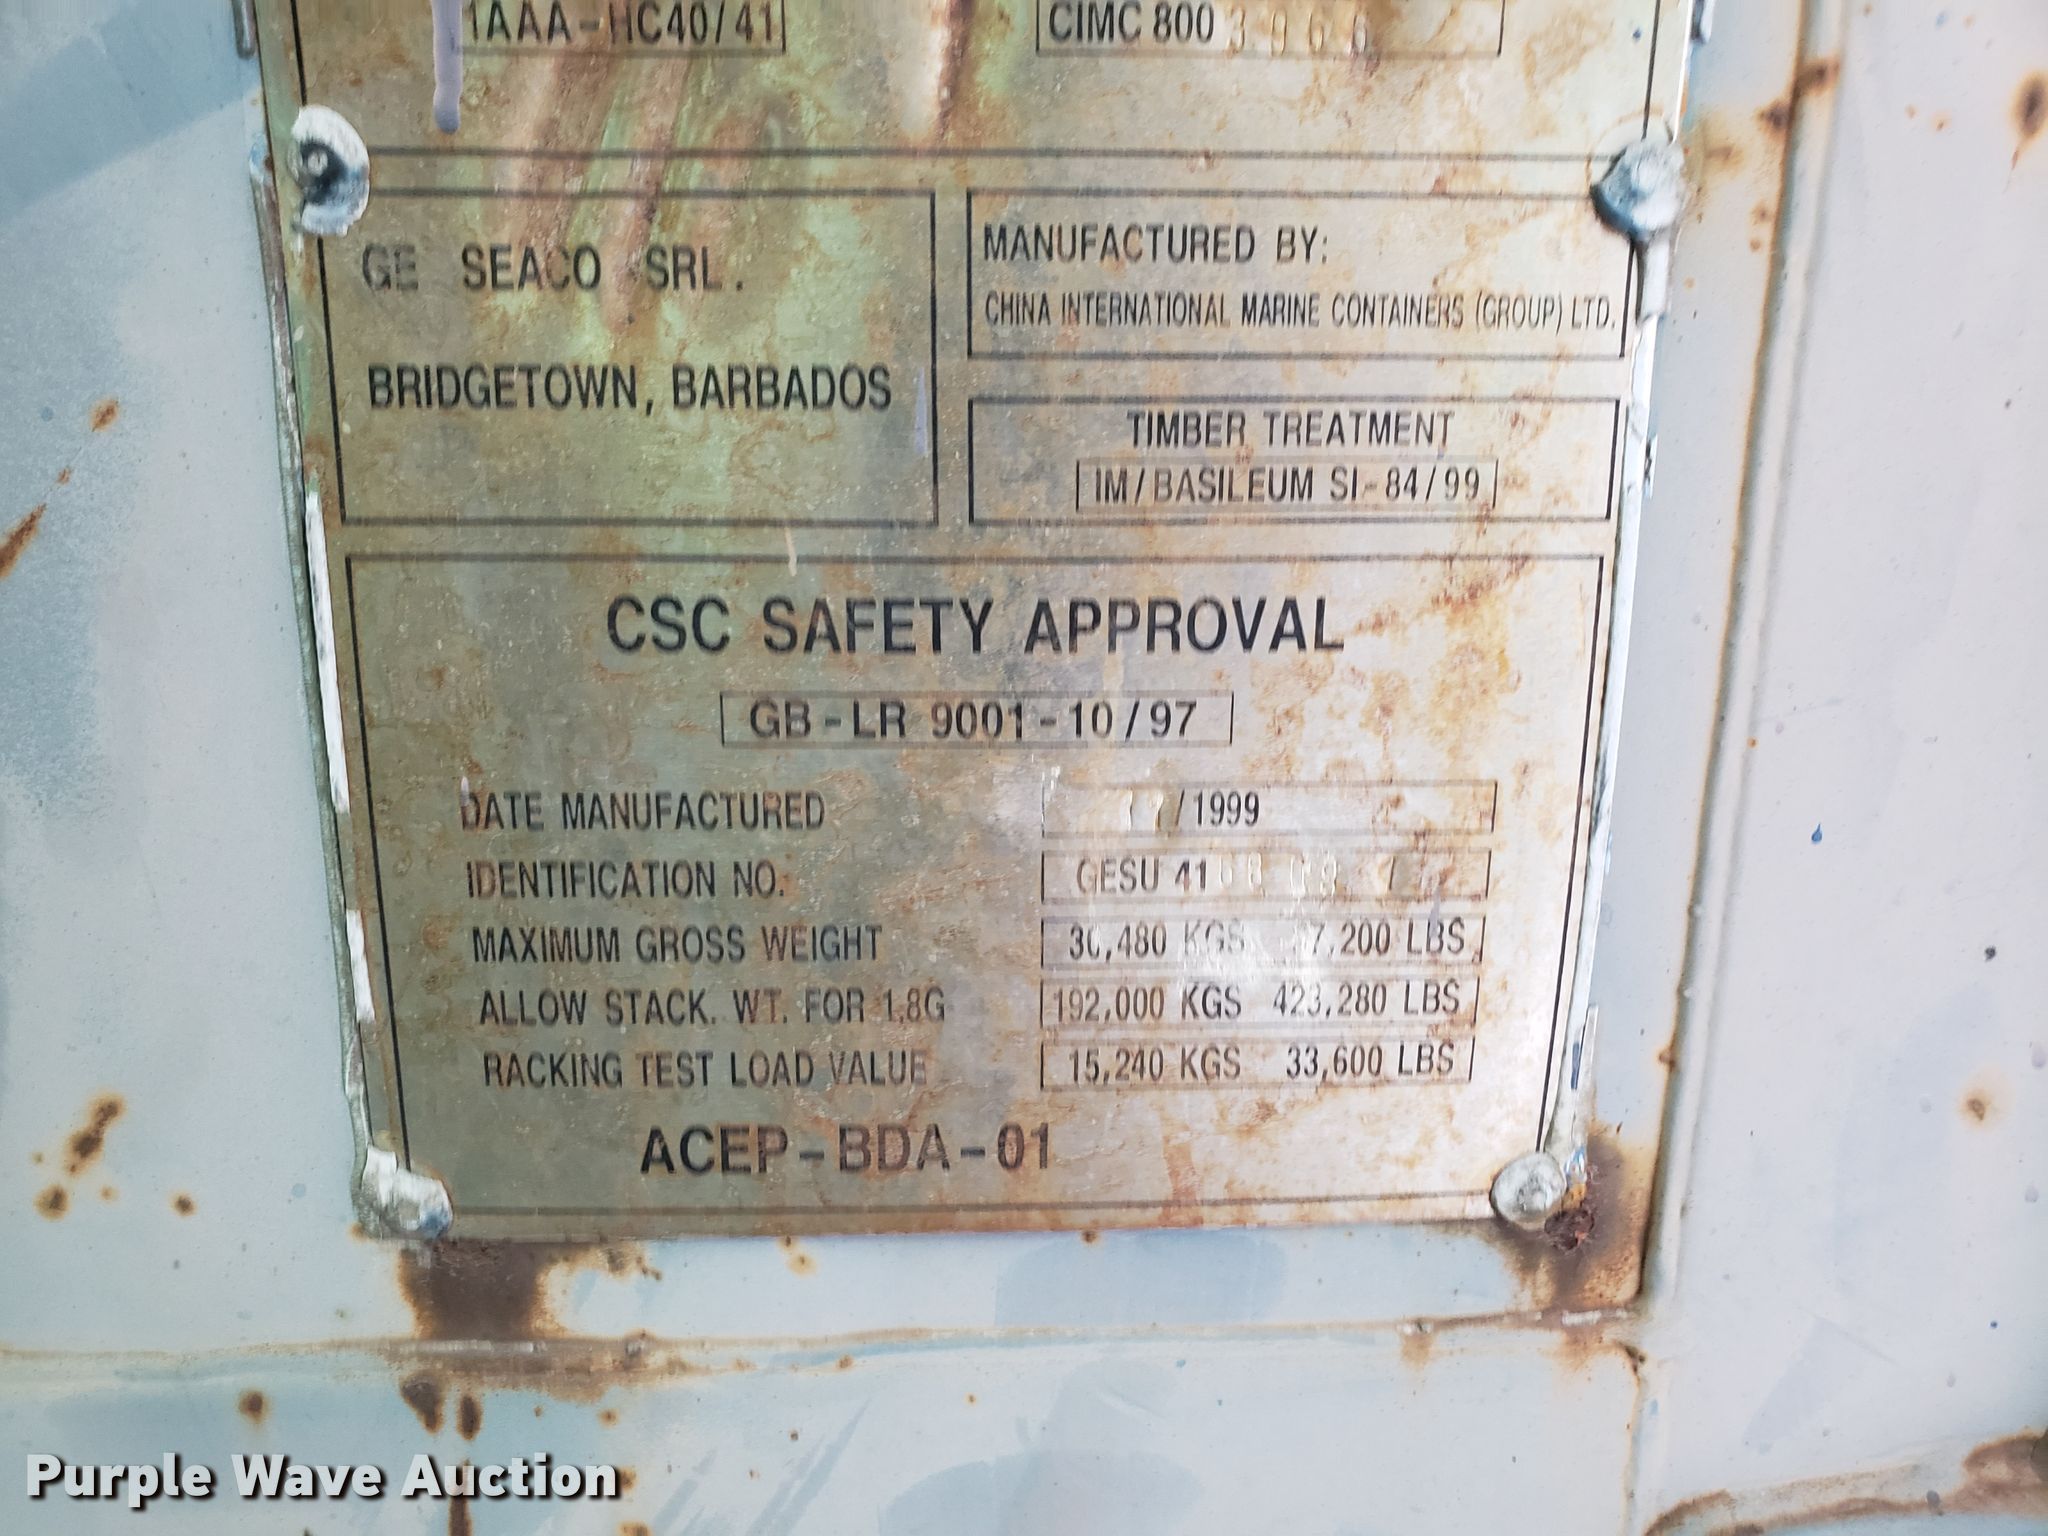 1AAA-HC40/41
CIMC 800
GE SEACO SRL.
BRIDGETOWN, BARBADOS
MANUFACTURED BY:
CHINA INTERNATIONAL MARINE CONTAINERS (GROUP) LTD.
TIMBER TREATMENT
IM/BASILEUM SI-84/99
CSC SAFETY APPROVAL
GB-LR 9001-10/97
DATE MANUFACTURED /1999
IDENTIFICATION NO. GESU
MAXIMUM GROSS WEIGHT 30,480 KGS LBS
ALLOW STACK. WT. FOR 1.8G 192,000 KGS 423,280 LBS
RACKING TEST LOAD VALUE 15,240 KGS 33,600 LBS
ACEP-BDA-01
Purple Wave Auction